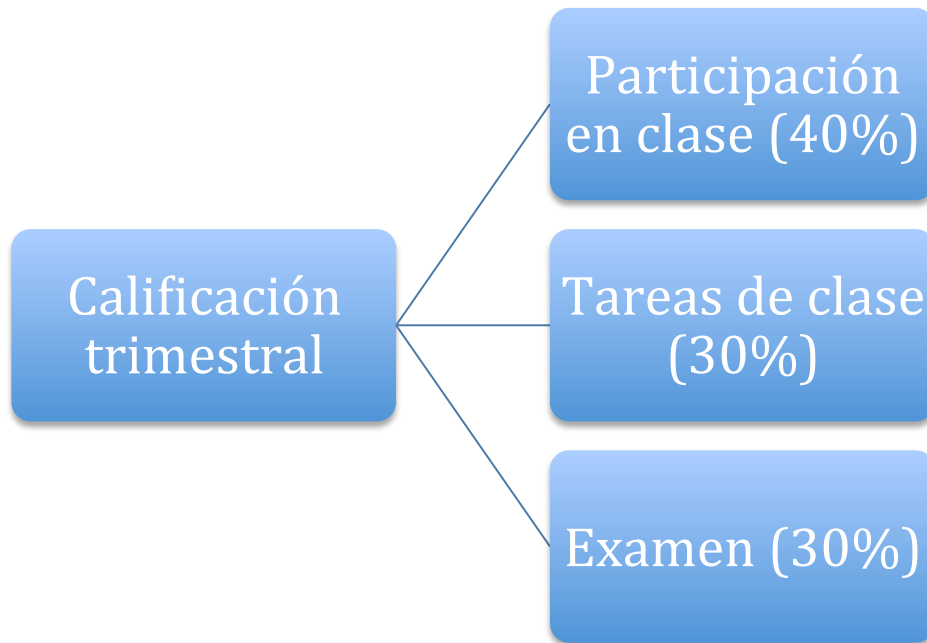 Calificación
trimestral
Participación
en clase (40%)
Tareas de clase
(30%)
Examen (30%)